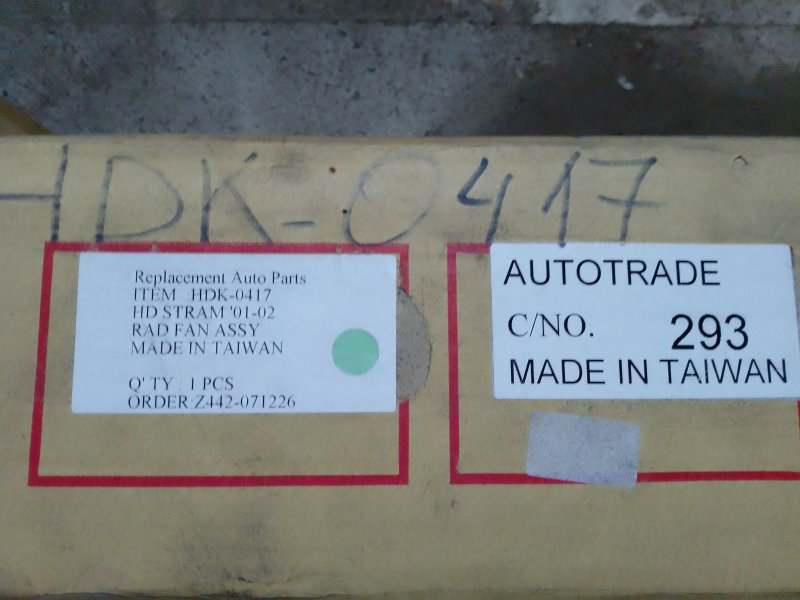 HDK-0417
Replacement Auto Parts
ITEM :HDK-0417
HD STRAM '01-02
RAD FAN ASSY
MADE IN TAIWAN
Q'TY : 1 PCS
ORDER:Z442-071226
AUTOTRADE
C/NO. 293
MADE IN TAIWAN